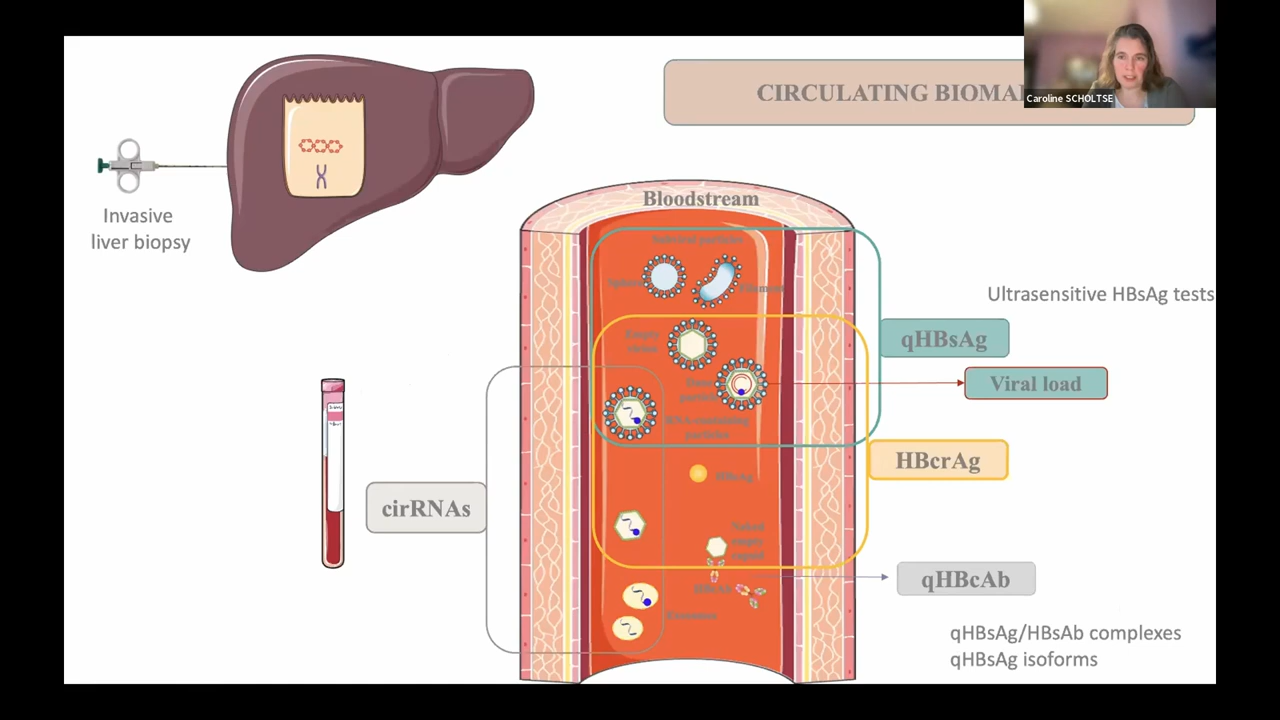 CIRCULATING BIOMA
Caroline SCHOLTSE
Invasive
liver biopsy
Bloodstream
Ultrasensitive HBsAg tests
qHBsAg
Viral load
HBcrAg
cirRNAs
qHBcAb
Exosomes
qHBsAg/HBsAb complexes
qHBsAg isoforms